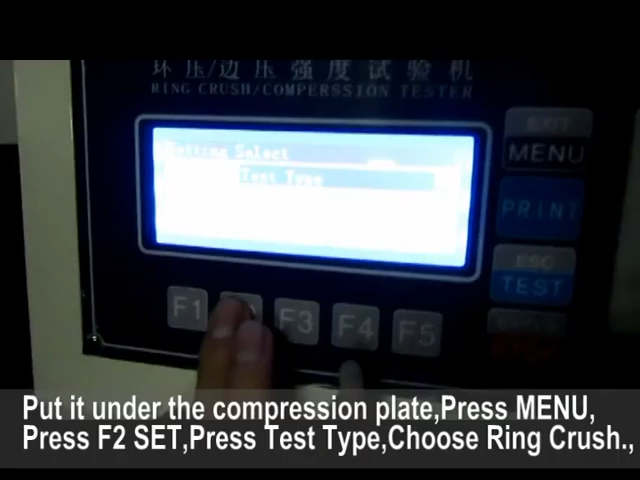 环压/边压强度试验机
RING CRUSH/COMPERSSION TESTER
Setting Select
Test Type
EXIT
MENU
PRINT
ESC
TEST
F1 F3 F4 F5
Put it under the compression plate,Press MENU,
Press F2 SET,Press Test Type,Choose Ring Crush.,